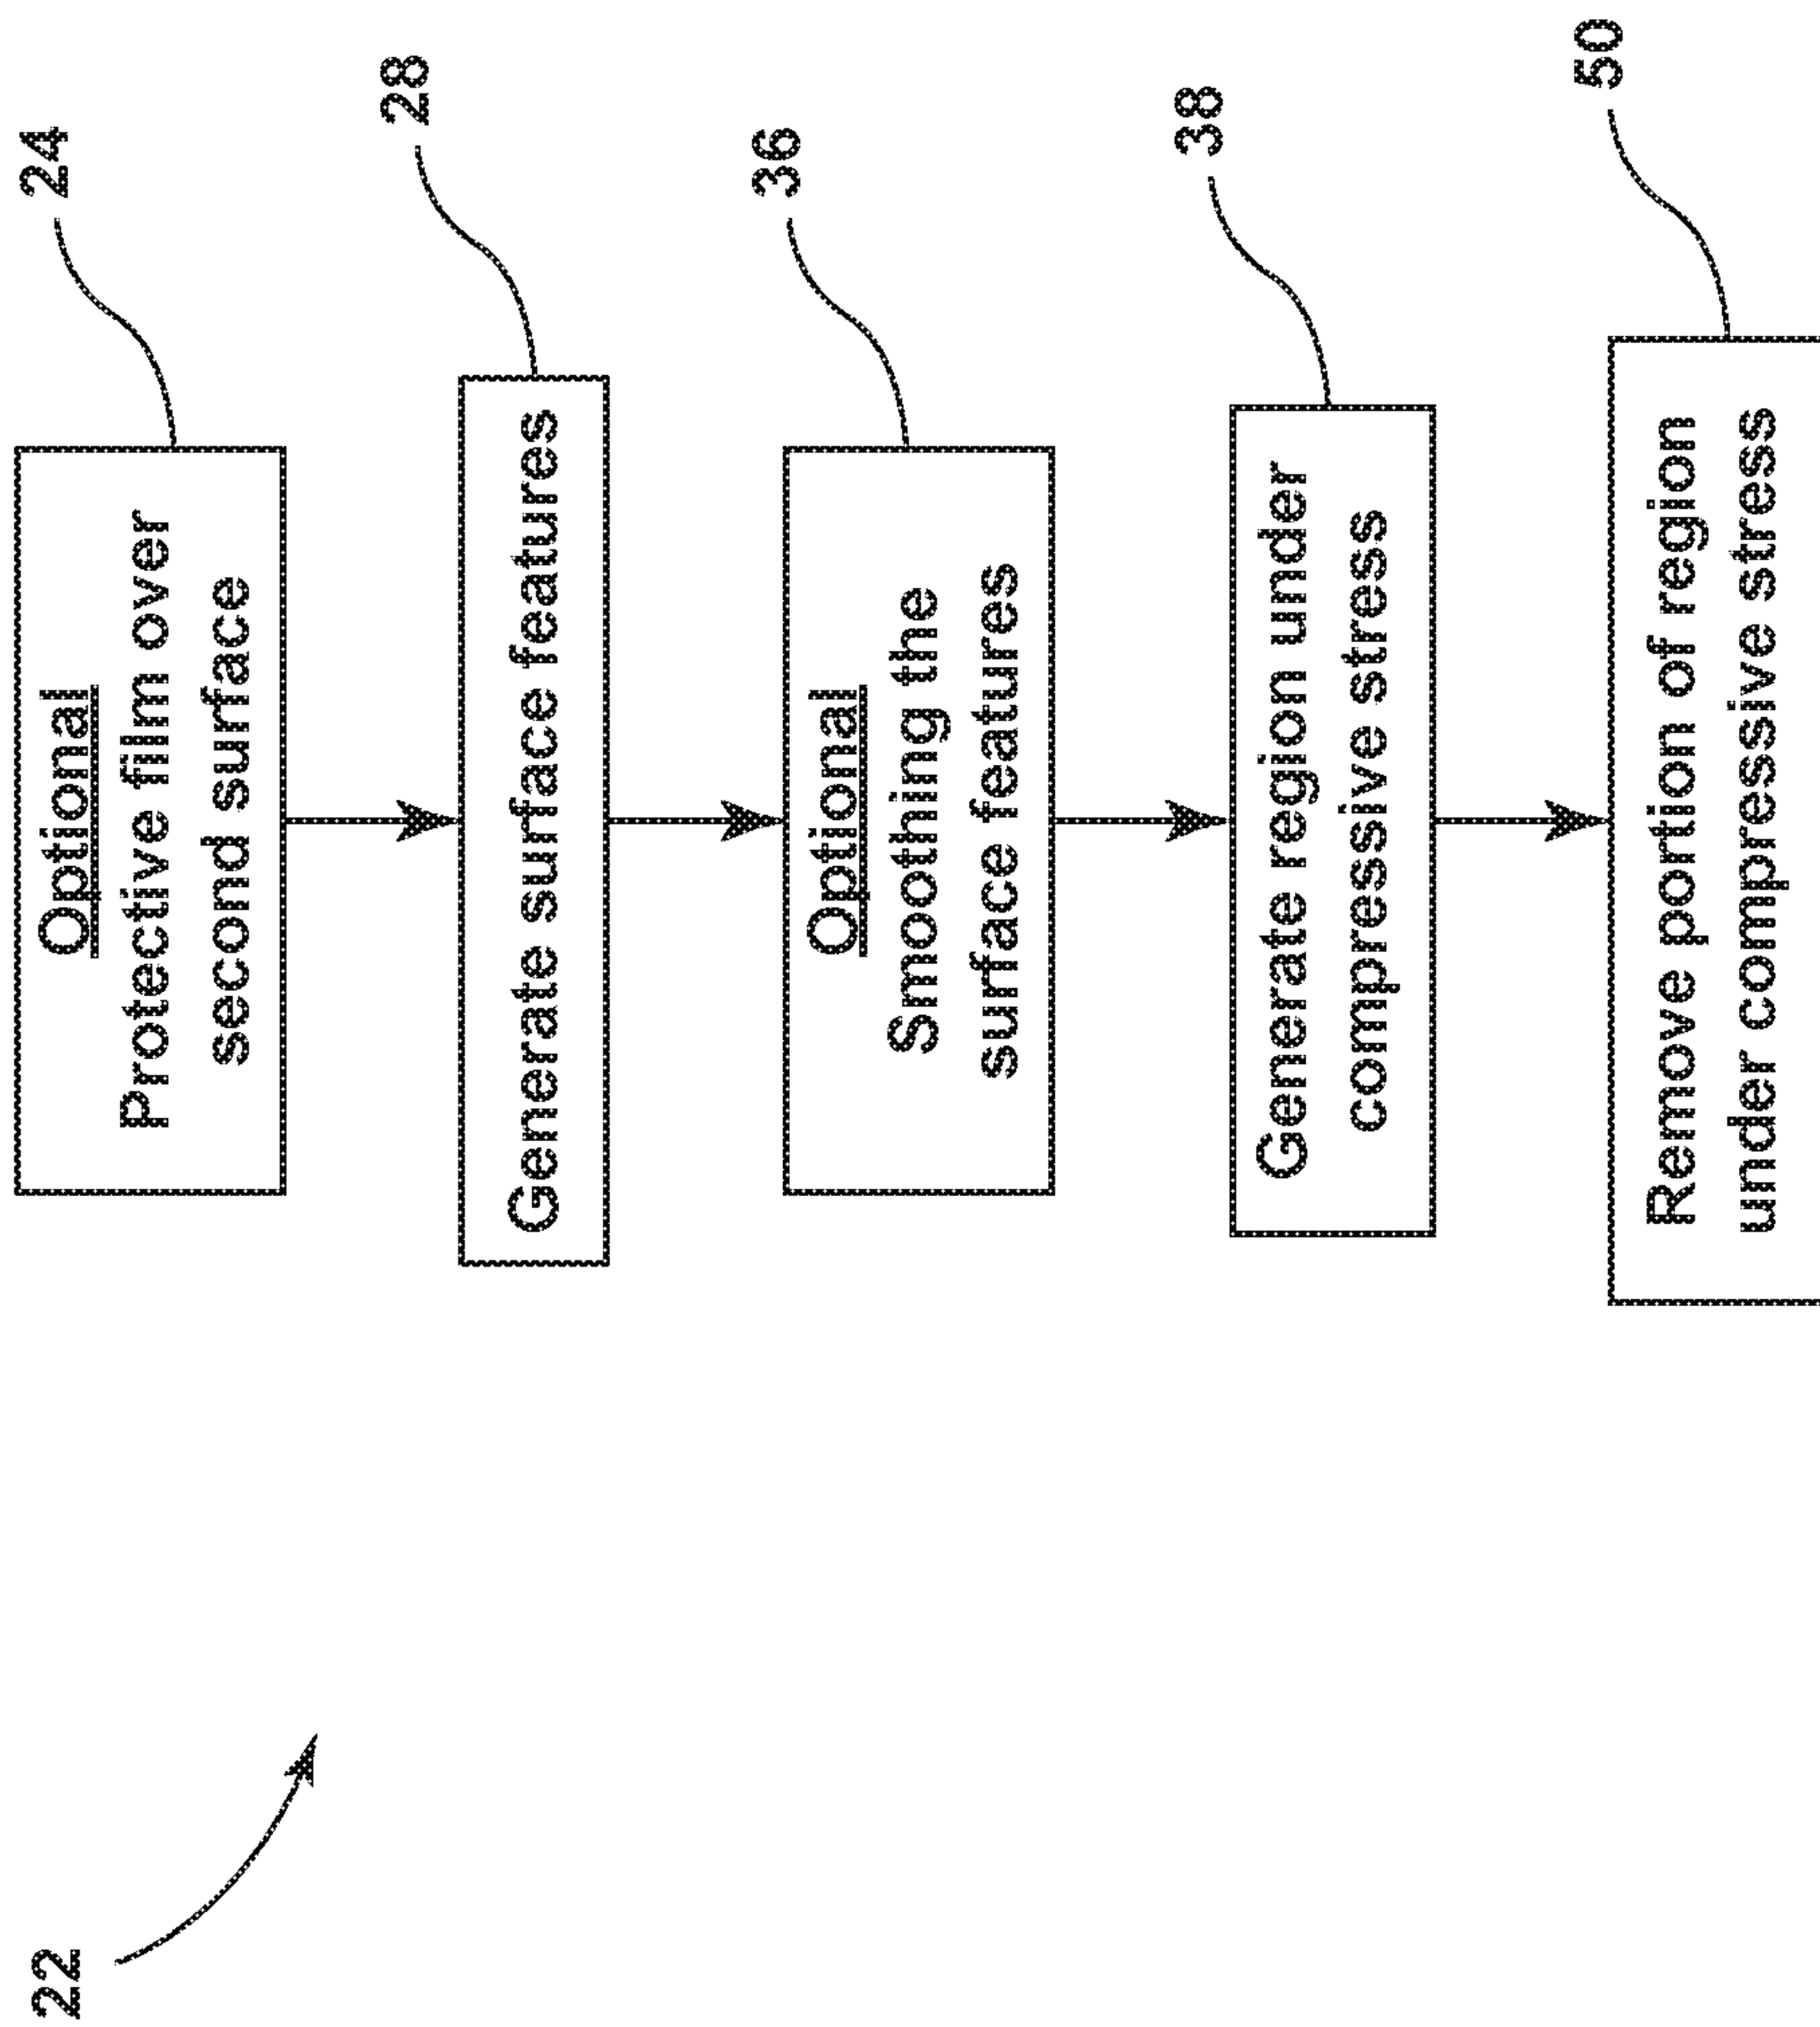 22
24
Optional
Protective film over
second surface
28
Generate surface features
36
Optional
Smoothing the
surface features
38
Generate region under
compressive stress
50
Remove portion of region
under compressive stress